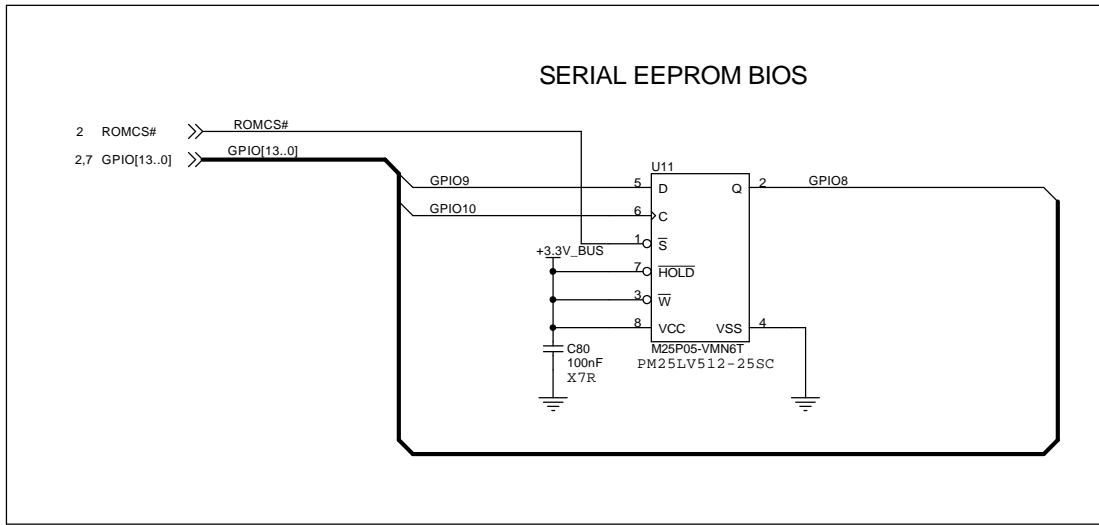 SERIAL EEPROM BIOS
2 ROMCS# ROMCS#
2,7 GPIO[13..0] GPIO[13..0]
U11
GPIO9 5 D Q 2 GPIO8
GPIO10 6 C
1 S
+3.3V_BUS
7 HOLD
3 W
8 VCC VSS 4
C80
100nF
X7R
M25P05-VMN6T
PM25LV512-25SC